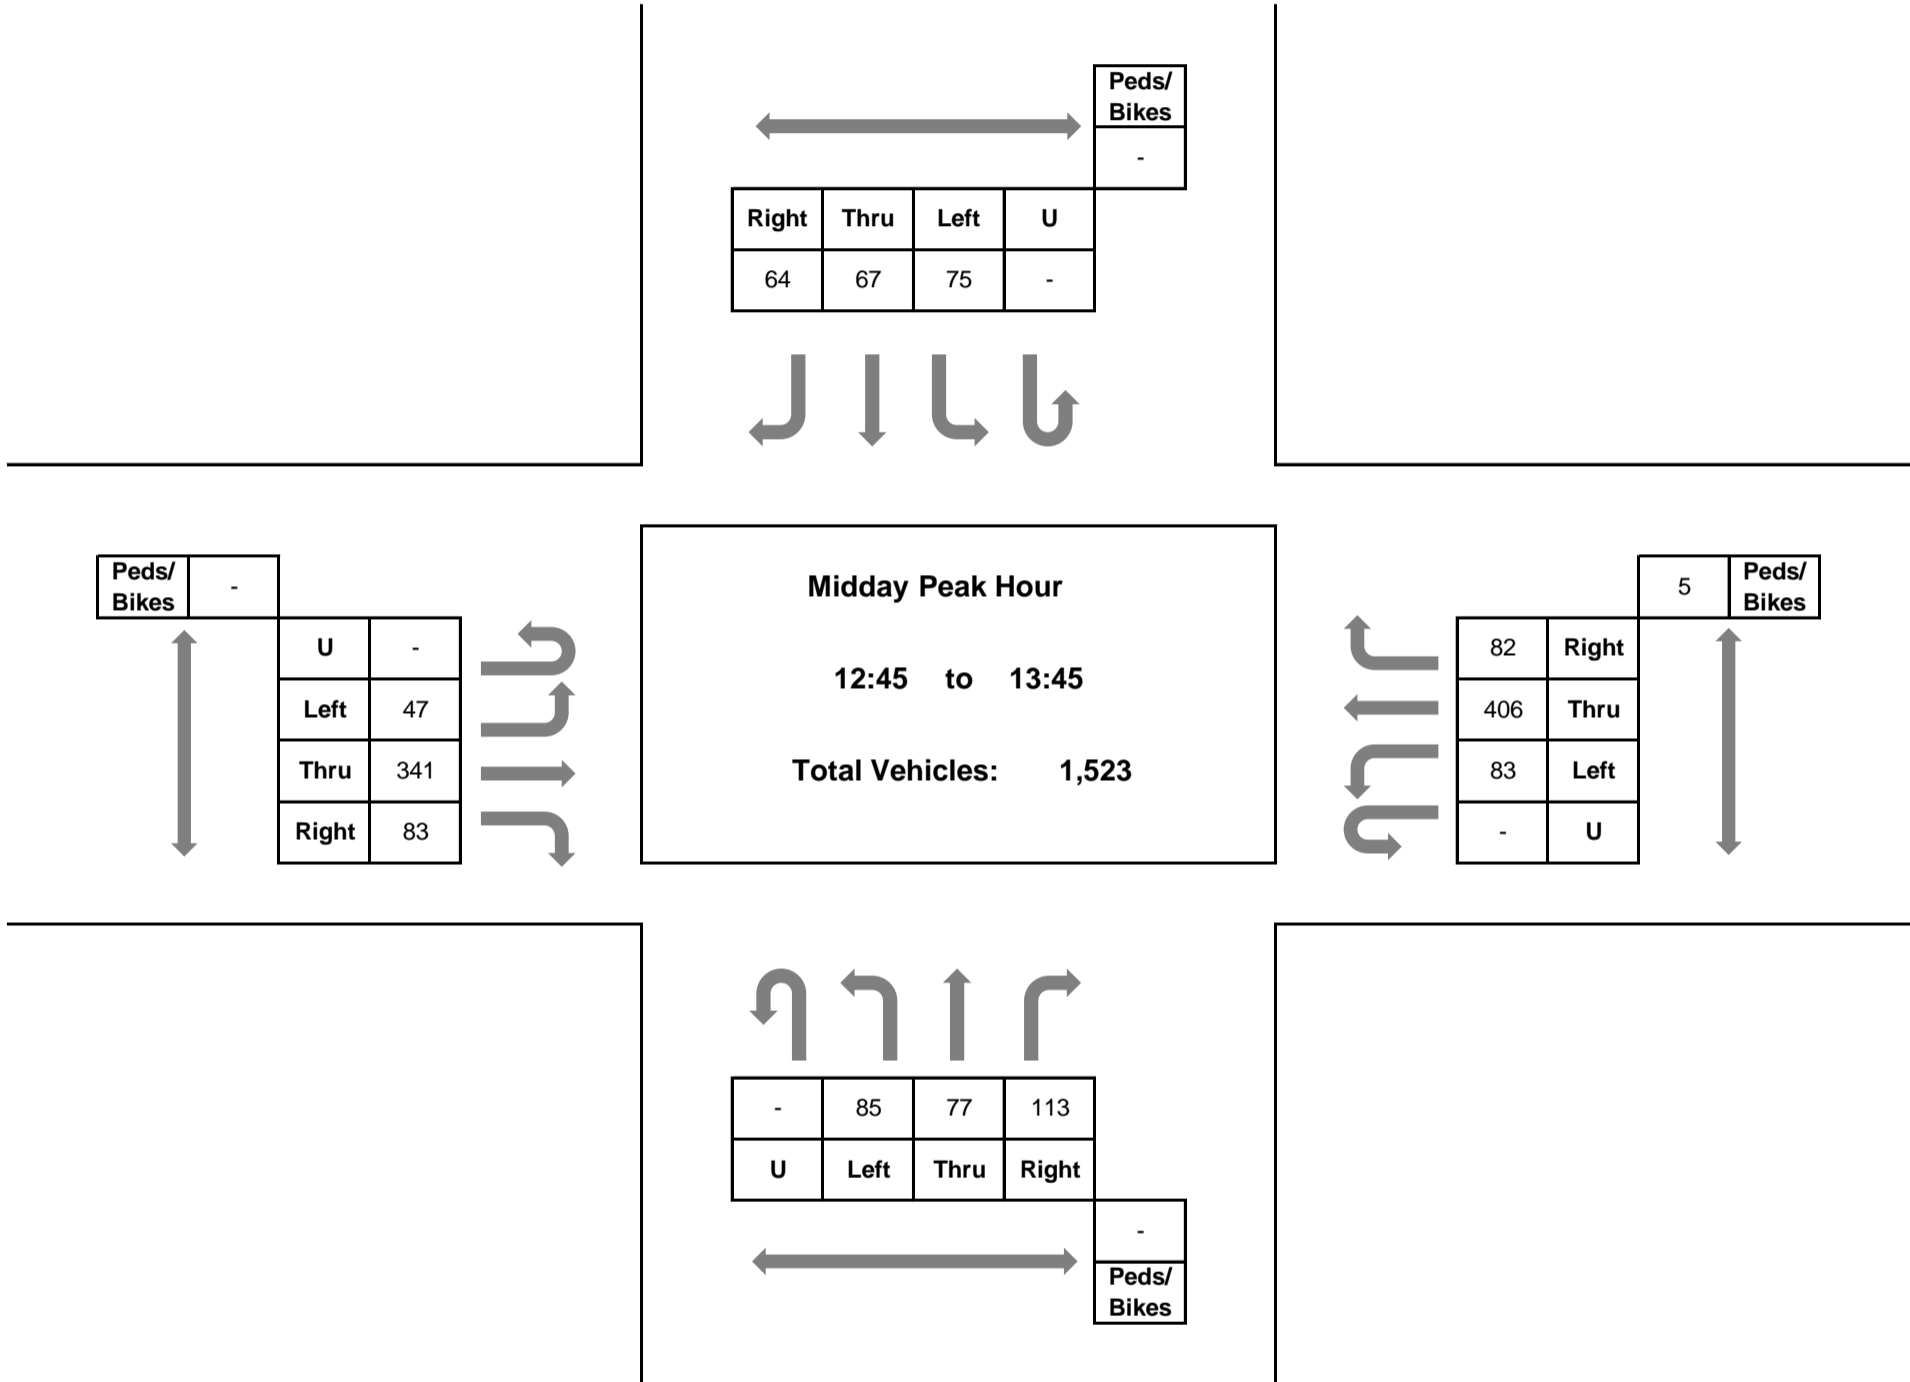 Peds/
Bikes
-
Right Thru Left U
64 67 75 -
Peds/
Bikes
-
U -
Left 47
Thru 341
Right 83
Midday Peak Hour
12:45 to 13:45
Total Vehicles: 1,523
5
Peds/
Bikes
82 Right
406 Thru
83 Left
- U
- 85 77 113
U Left Thru Right
-
Peds/
Bikes